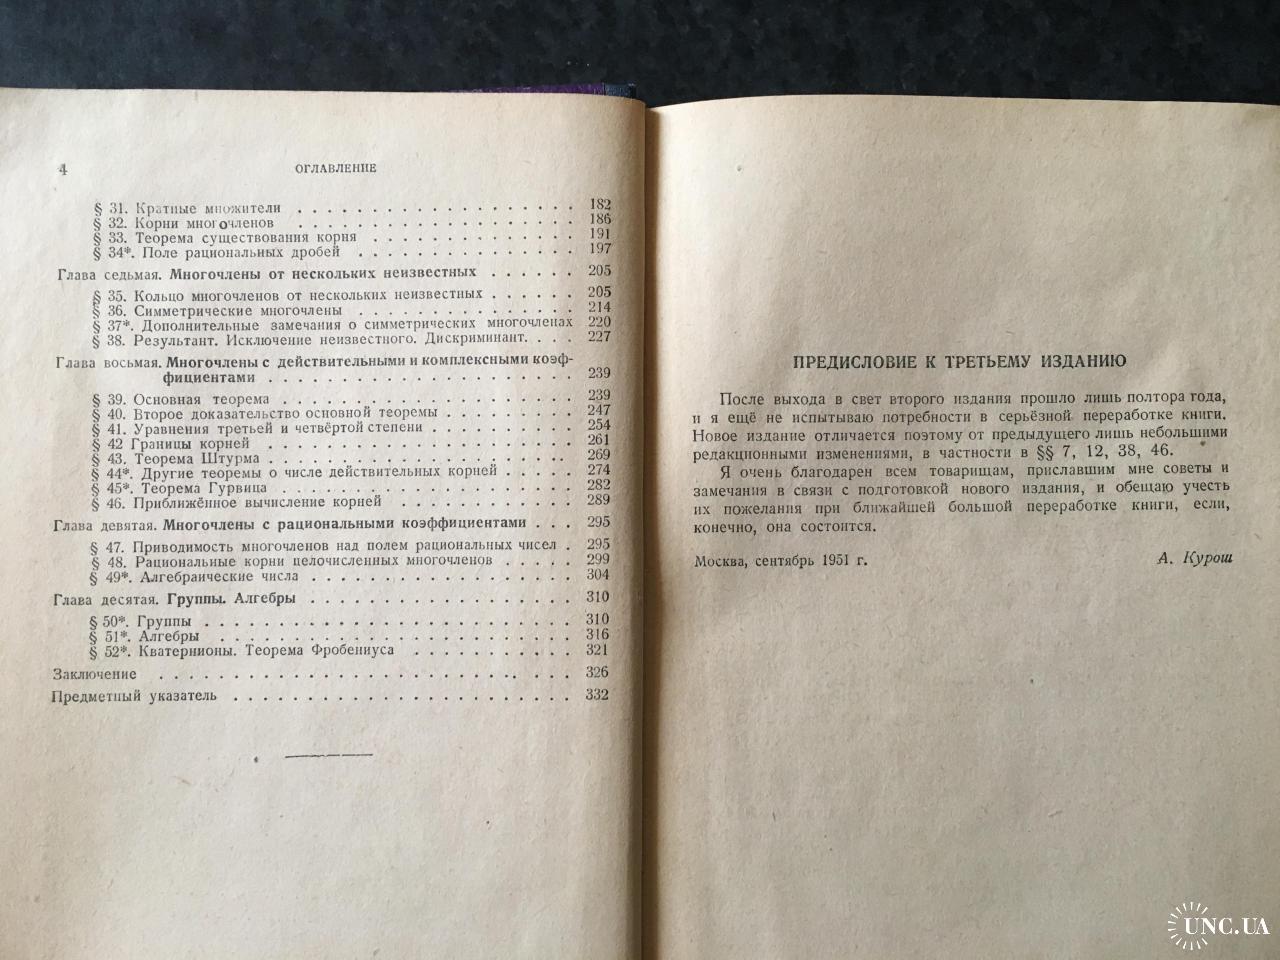 4 ОГЛАВЛЕНИЕ
§ 31. Кратные множители . . . . . . . . . . . . . . . . . . . 182
§ 32. Корни многочленов . . . . . . . . . . . . . . . . . . . 186
§ 33. Теорема существования корня . . . . . . . . . . . . . . 191
§ 34*. Поле рациональных дробей . . . . . . . . . . . . . . . 197
Глава седьмая. Многочлены от нескольких неизвестных . . . . . . 205
§ 35. Кольцо многочленов от нескольких неизвестных . . . . . . 205
§ 36. Симметрические многочлены . . . . . . . . . . . . . . . 214
§ 37*. Дополнительные замечания о симметрических многочленах 220
§ 38. Результант. Исключение неизвестного. Дискриминант. . . . 227
Глава восьмая. Многочлены с действительными и комплексными коэф-
фициентами . . . . . . . . . . . . . . . . . . . . . 239
§ 39. Основная теорема . . . . . . . . . . . . . . . . . . . . 239
§ 40. Второе доказательство основной теоремы . . . . . . . . . 247
§ 41. Уравнения третьей и четвёртой степени . . . . . . . . . . 254
§ 42 Границы корней . . . . . . . . . . . . . . . . . . . . . 261
§ 43. Теорема Штурма . . . . . . . . . . . . . . . . . . . . . 269
§ 44*. Другие теоремы о числе действительных корней . . . . . 274
§ 45*. Теорема Гурвица . . . . . . . . . . . . . . . . . . . . 282
§ 46. Приближённое вычисление корней . . . . . . . . . . . . . 289
Глава девятая. Многочлены с рациональными коэффициентами . . . 295
§ 47. Приводимость многочленов над полем рациональных чисел . 295
§ 48. Рациональные корни целочисленных многочленов . . . . . . 299
§ 49*. Алгебраические числа . . . . . . . . . . . . . . . . . . 304
Глава десятая. Группы. Алгебры . . . . . . . . . . . . . . . . . . 310
§ 50*. Группы . . . . . . . . . . . . . . . . . . . . . . . . . 310
§ 51*. Алгебры . . . . . . . . . . . . . . . . . . . . . . . . 316
§ 52*. Кватернионы. Теорема Фробениуса . . . . . . . . . . . 321
Заключение . . . . . . . . . . . . . . . . . . . . . . . . . . . . 326
Предметный указатель . . . . . . . . . . . . . . . . . . . . . . . 332
ПРЕДИСЛОВИЕ К ТРЕТЬЕМУ ИЗДАНИЮ
После выхода в свет второго издания прошло лишь полтора года,
и я ещё не испытываю потребности в серьёзной переработке книги.
Новое издание отличается поэтому от предыдущего лишь небольшими
редакционными изменениями, в частности в §§ 7, 12, 38, 46.
Я очень благодарен всем товарищам, приславшим мне советы и
замечания в связи с подготовкой нового издания, и обещаю учесть
их пожелания при ближайшей большой переработке книги, если,
конечно, она состоится.
Москва, сентябрь 1951 г. А. Курош
UNC.UA